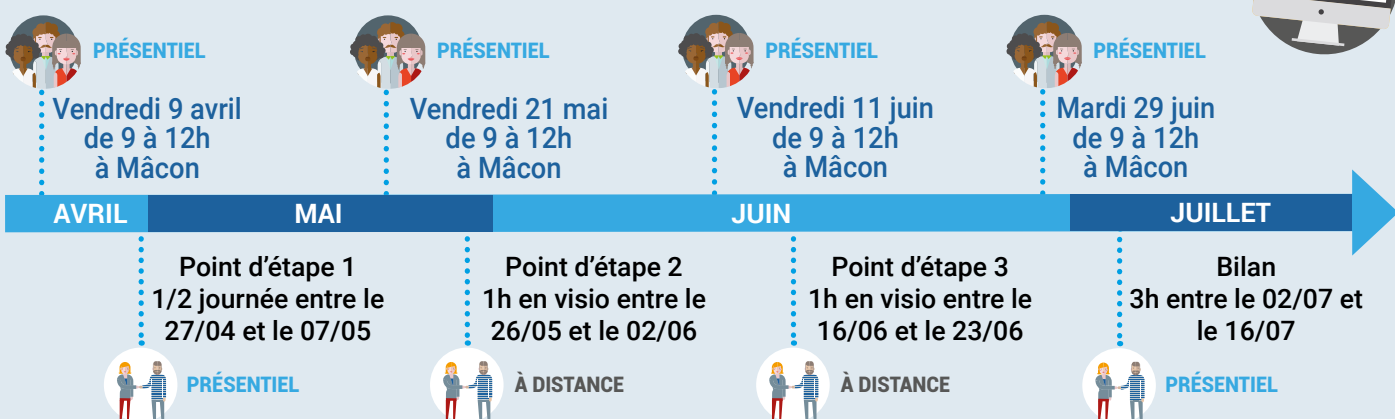 PRÉSENTIEL
Vendredi 9 avril
de 9 à 12h
à Mâcon
PRÉSENTIEL
Vendredi 21 mai
de 9 à 12h
à Mâcon
PRÉSENTIEL
Vendredi 11 juin
de 9 à 12h
à Mâcon
PRÉSENTIEL
Mardi 29 juin
de 9 à 12h
à Mâcon
AVRIL
MAI
JUIN
JUILLET
Point d'étape 1
1/2 journée entre le
27/04 et le 07/05
PRÉSENTIEL
Point d'étape 2
1h en visio entre le
26/05 et le 02/06
À DISTANCE
Point d'étape 3
1h en visio entre le
16/06 et le 23/06
À DISTANCE
Bilan
3h entre le 02/07 et
le 16/07
PRÉSENTIEL